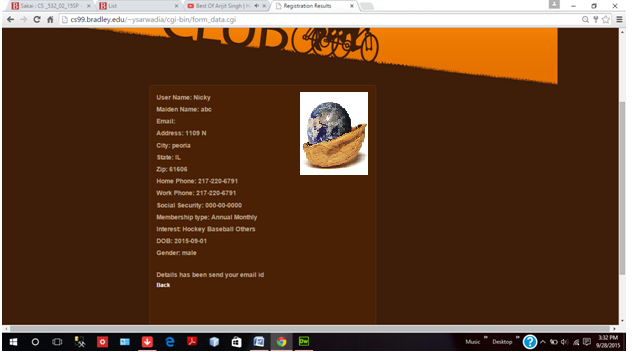 Sakai : CS_532_02_15SP
List
Best Of Arijit Singh | H
Registration Results
cs99.bradley.edu/~ysarwadia/cgi-bin/form_data.cgi
CLUB
User Name: Nicky
Maiden Name: abc
Email:
Address: 1109 N
City: peoria
State: IL
Zip: 61606
Home Phone: 217-220-6791
Work Phone: 217-220-6791
Social Security: 000-00-0000
Membership type: Annual Monthly
Interest: Hockey Baseball Others
DOB: 2015-09-01
Gender: male
Details has been send your email id
Back
Music
Desktop
3:32 PM
9/28/2015